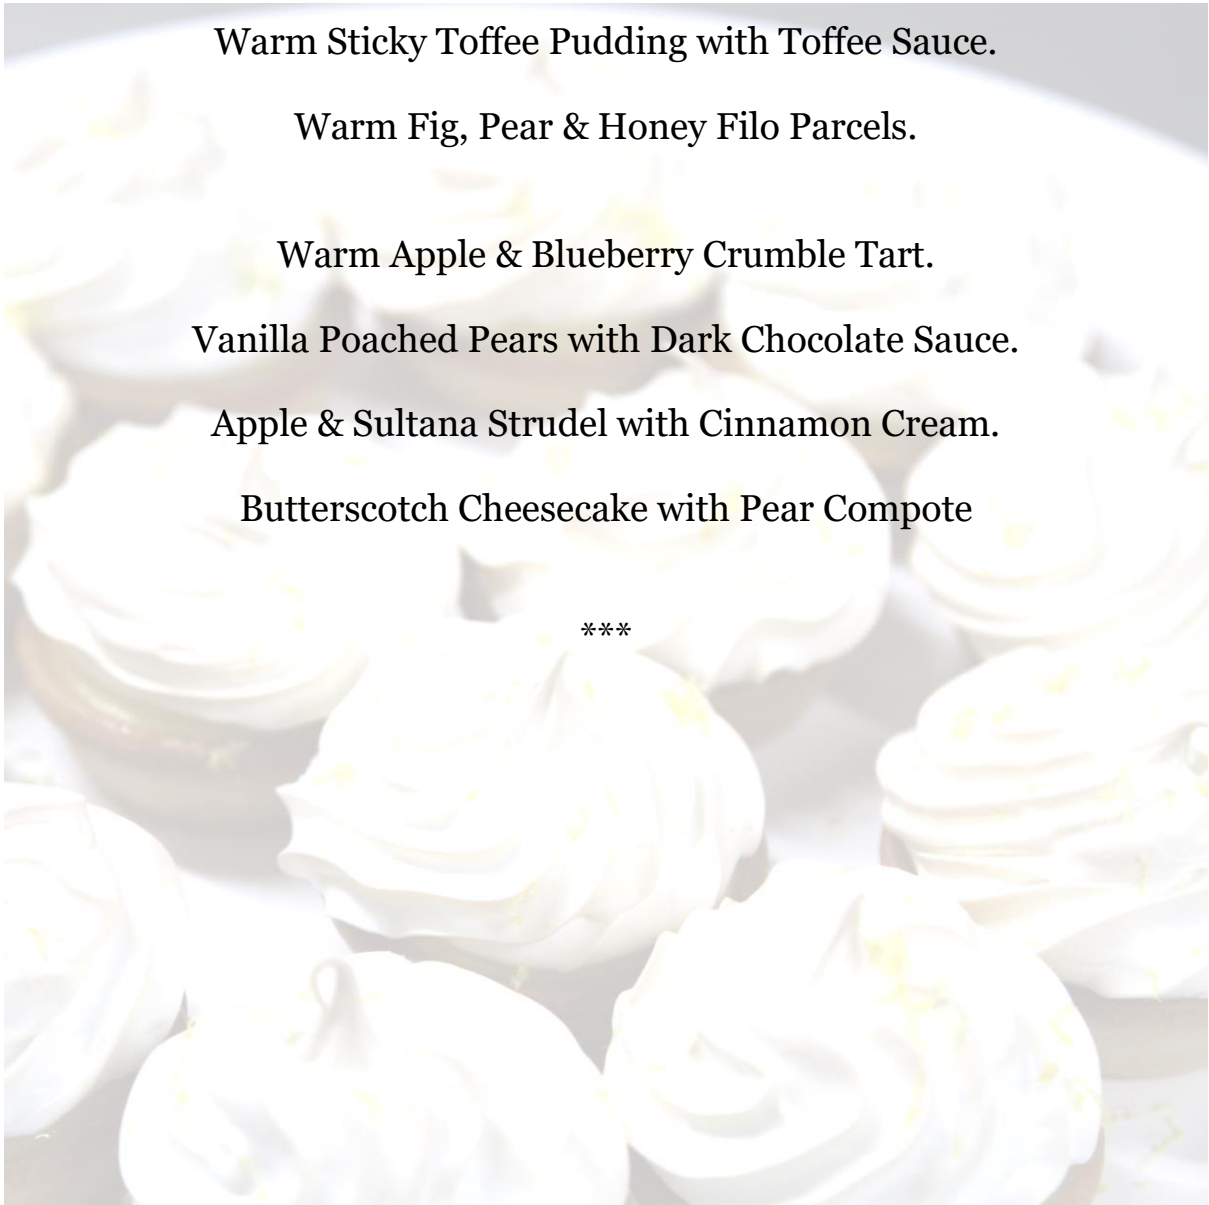 Warm Sticky Toffee Pudding with Toffee Sauce.
Warm Fig, Pear & Honey Filo Parcels.
Warm Apple & Blueberry Crumble Tart.
Vanilla Poached Pears with Dark Chocolate Sauce.
Apple & Sultana Strudel with Cinnamon Cream.
Butterscotch Cheesecake with Pear Compote
***